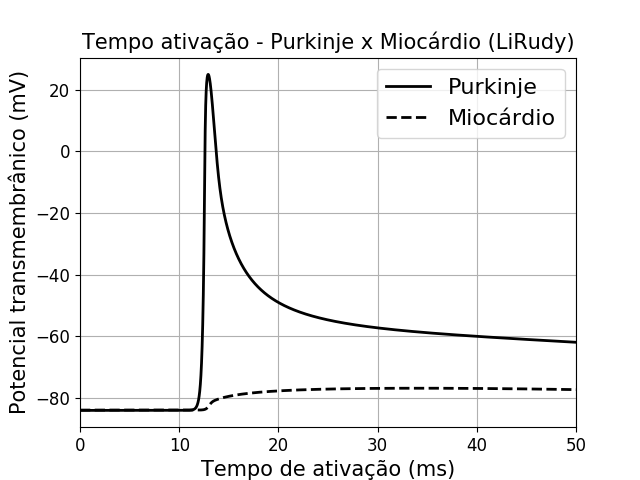 Tempo ativação - Purkinje x Miocárdio (LiRudy)
Purkinje
Miocárdio
Potencial transmembrânico (mV)
20
0
−20
−40
−60
−80
0 10 20 30 40 50
Tempo de ativação (ms)